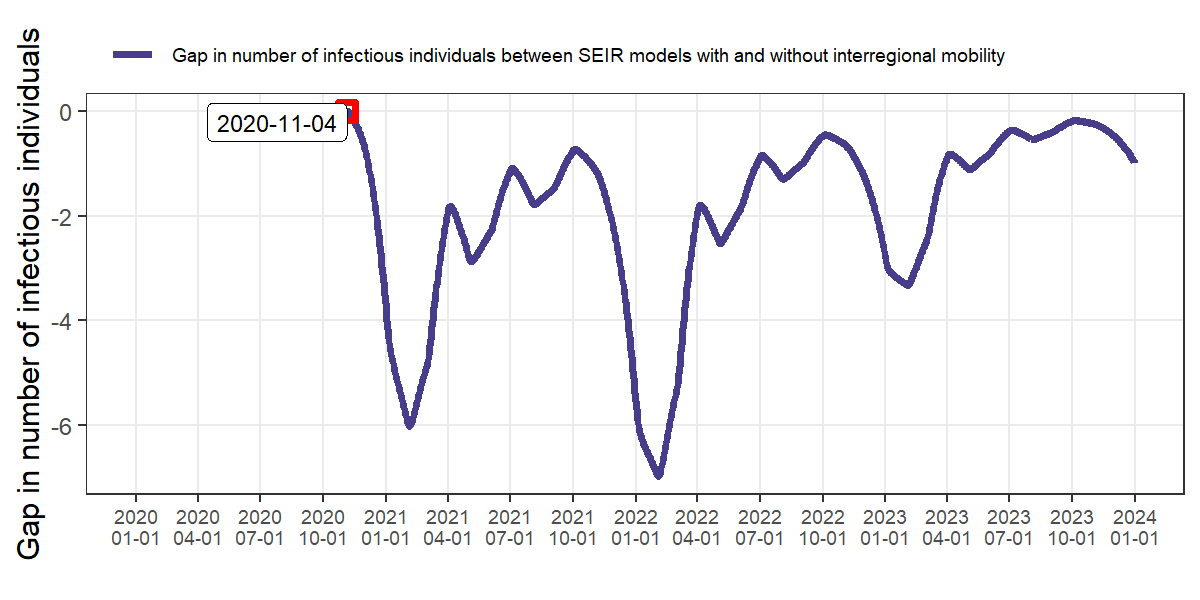 Gap in number of infectious individuals between SEIR models with and without interregional mobility
Gap in number of infectious individuals
0
-2
-4
-6
2020-11-04
2020 2020 2020 2020 2021 2021 2021 2021 2022 2022 2022 2022 2023 2023 2023 2023 2024
01-01 04-01 07-01 10-01 01-01 04-01 07-01 10-01 01-01 04-01 07-01 10-01 01-01 04-01 07-01 10-01 01-01